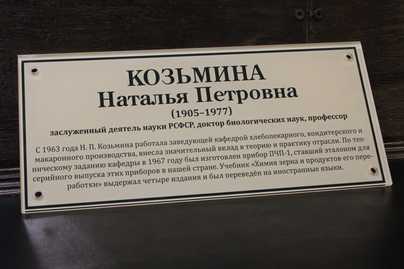 КОЗЬМИНА
Наталья Петровна
(1905–1977)
заслуженный деятель науки РСФСР, доктор биологических наук, профессор
С 1963 года Н. П. Козьмина работала заведующей кафедрой хлебопекарного, кондитерского и
макаронного производства, внесла значительный вклад в теорию и практику отрасли. По тех-
ническому заданию кафедры в 1967 году был изготовлен прибор ПЧП-1, ставший эталоном для
серийного выпуска этих приборов в нашей стране. Учебник «Химия зерна и продуктов его пере-
работки» выдержал четыре издания и был переведён на иностранные языки.